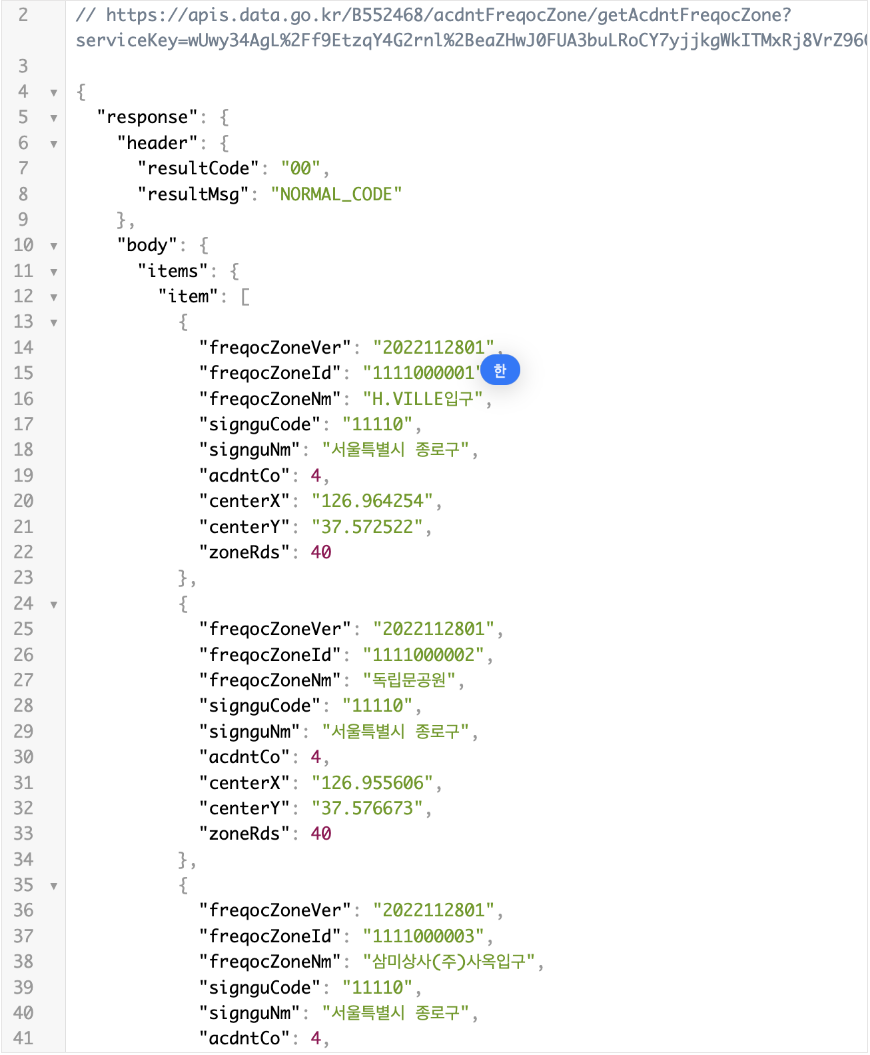 2 // https://apis.data.go.kr/B552468/acdntFreqocZone/getAcdntFreqocZone?
serviceKey=wUwy34AgL%2Ff9EtzqY4G2rnl%2BeaZHwJ0FUA3buLRoCY7yjjkgWkITMxRj8VrZ96
3
4 {
5 "response": {
6 "header": {
7 "resultCode": "00",
8 "resultMsg": "NORMAL_CODE"
9 },
10 "body": {
11 "items": {
12 "item": [
13 {
14 "freqocZoneVer": "2022112801",
15 "freqocZoneId": "1111000001" 한
16 "freqocZoneNm": "H.VILLE입구",
17 "signguCode": "11110",
18 "signguNm": "서울특별시 종로구",
19 "acdntCo": 4,
20 "centerX": "126.964254",
21 "centerY": "37.572522",
22 "zoneRds": 40
23 },
24 {
25 "freqocZoneVer": "2022112801",
26 "freqocZoneId": "1111000002",
27 "freqocZoneNm": "독립문공원",
28 "signguCode": "11110",
29 "signguNm": "서울특별시 종로구",
30 "acdntCo": 4,
31 "centerX": "126.955606",
32 "centerY": "37.576673",
33 "zoneRds": 40
34 },
35 {
36 "freqocZoneVer": "2022112801",
37 "freqocZoneId": "1111000003",
38 "freqocZoneNm": "삼미상사(주)사옥입구",
39 "signguCode": "11110",
40 "signguNm": "서울특별시 종로구",
41 "acdntCo": 4,